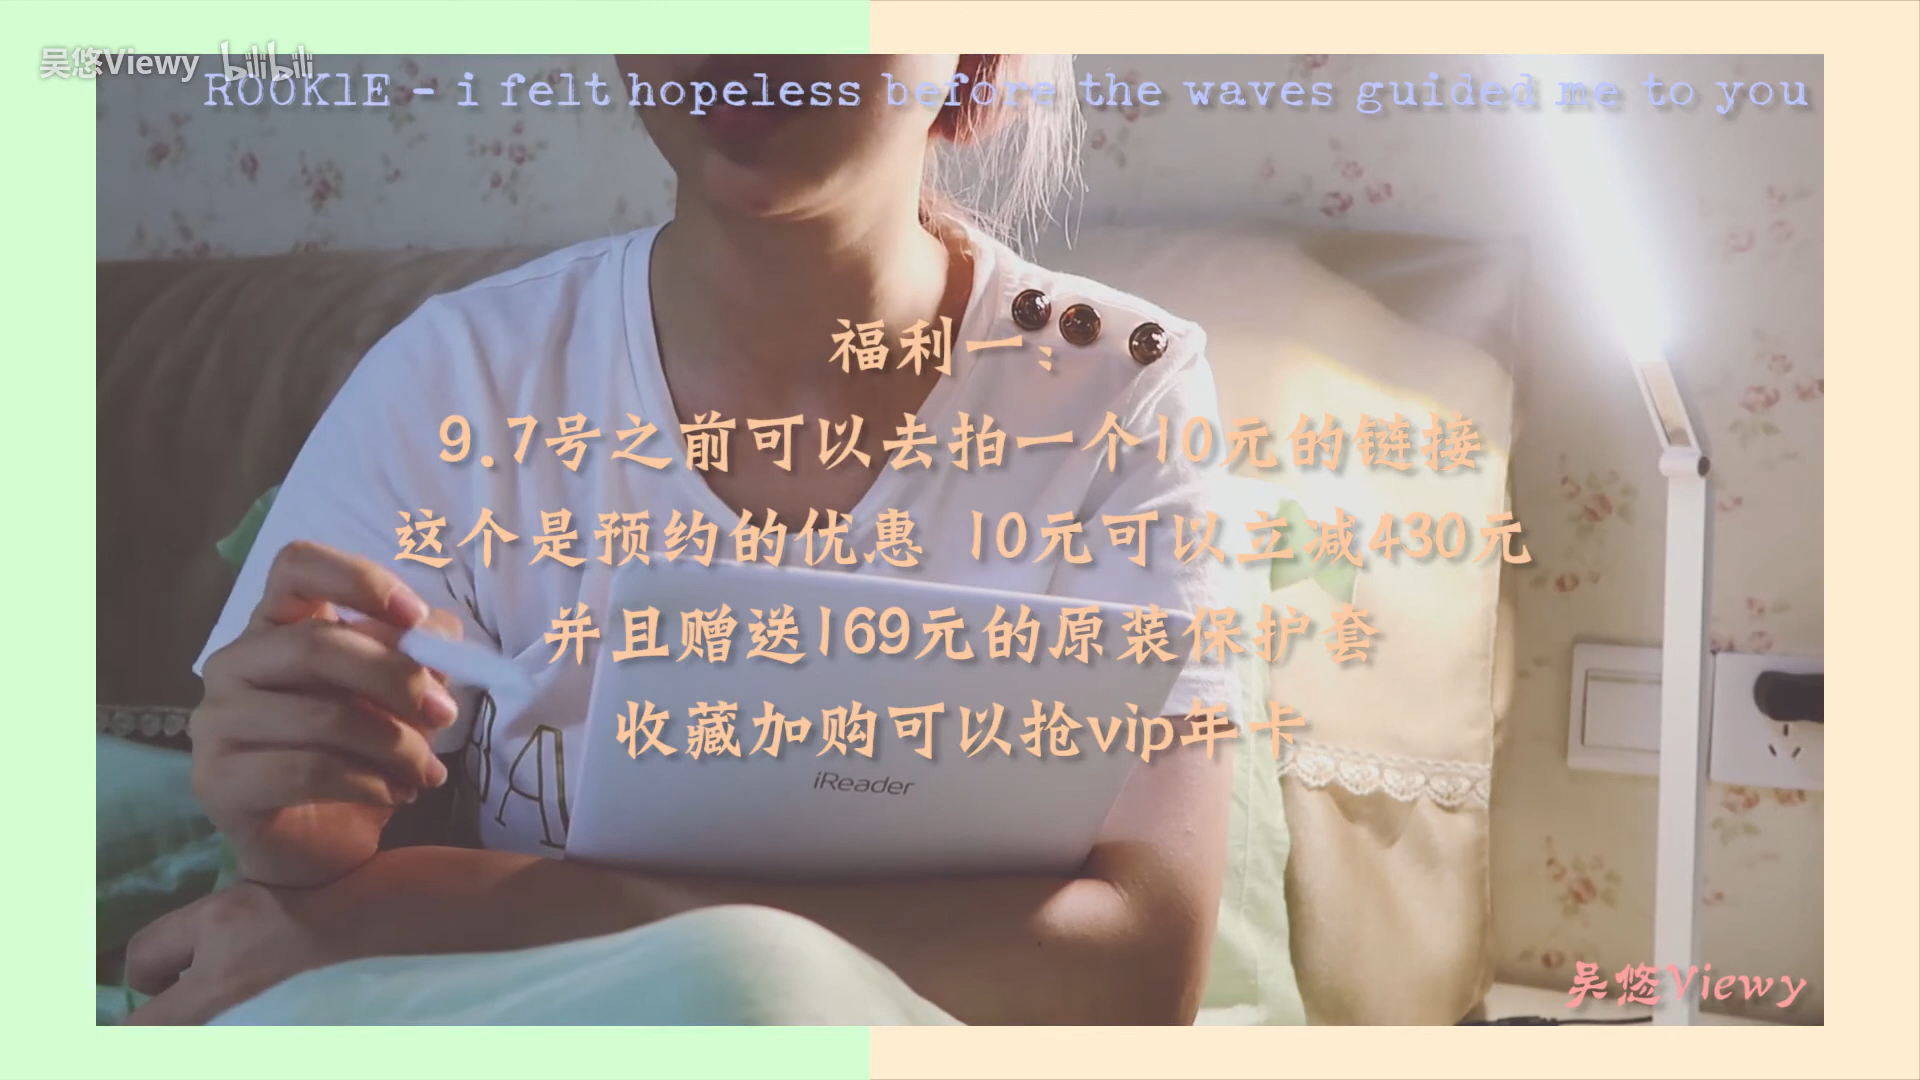 吴悠Viewy bilibili
ROOK1E - i felt hopeless before the waves guided me to you
福利一：
9.7号之前可以去拍一个10元的链接
这个是预约的优惠 10元可以立减430元
并且赠送169元的原装保护套
收藏加购可以抢vip年卡
iReader
吴悠Viewy